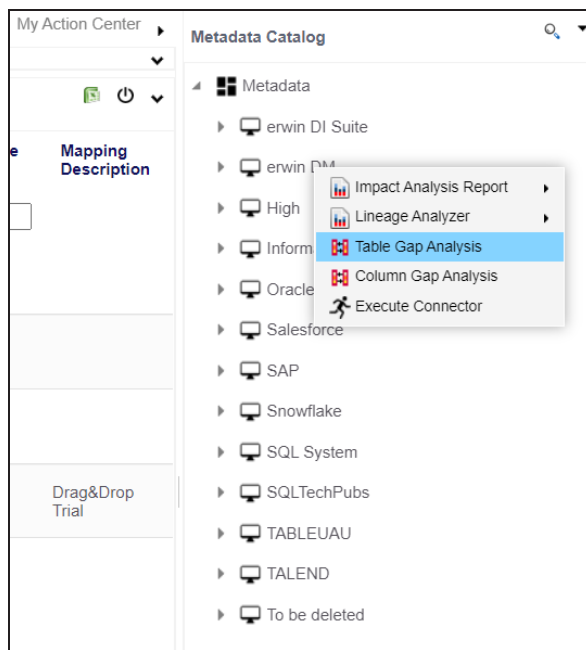 My Action Center
Metadata Catalog
Metadata
erwin DI Suite
e
Mapping
Description
erwin DM
Impact Analysis Report
High
Lineage Analyzer
Inform
Table Gap Analysis
Column Gap Analysis
Oracle
Execute Connector
Salesforce
SAP
Snowflake
SQL System
Drag&Drop
Trial
SQLTechPubs
TABLEUAU
TALEND
To be deleted